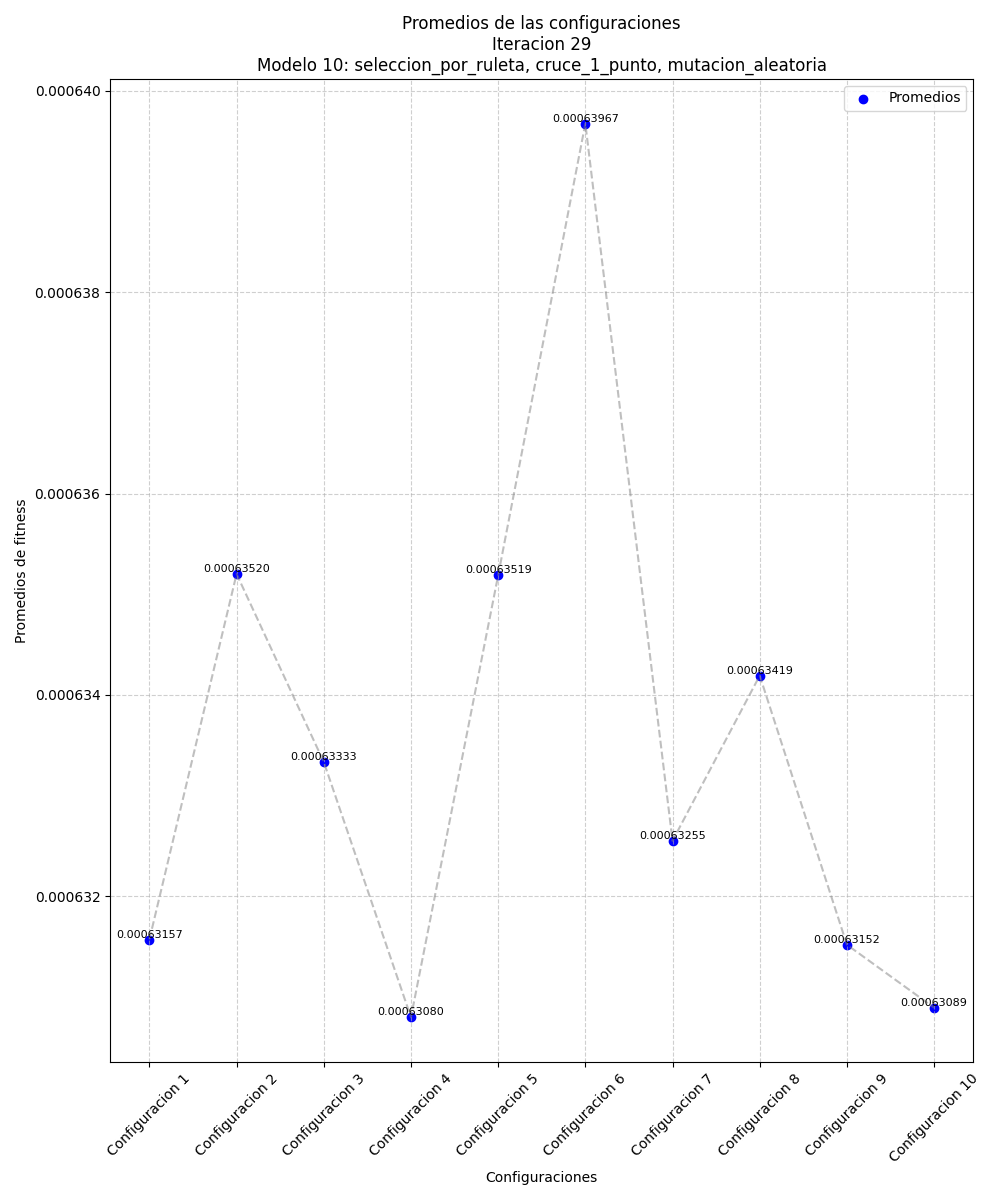 Promedios de las configuraciones
Iteracion 29
Modelo 10: seleccion_por_ruleta, cruce_1_punto, mutacion_aleatoria
Promedios
0.000640
0.000638
0.000636
0.000634
0.000632
Promedios de fitness
0.00063157
0.00063520
0.00063333
0.00063080
0.00063519
0.00063967
0.00063255
0.00063419
0.00063152
0.00063089
Configuracion 1
Configuracion 2
Configuracion 3
Configuracion 4
Configuracion 5
Configuracion 6
Configuracion 7
Configuracion 8
Configuracion 9
Configuracion 10
Configuraciones